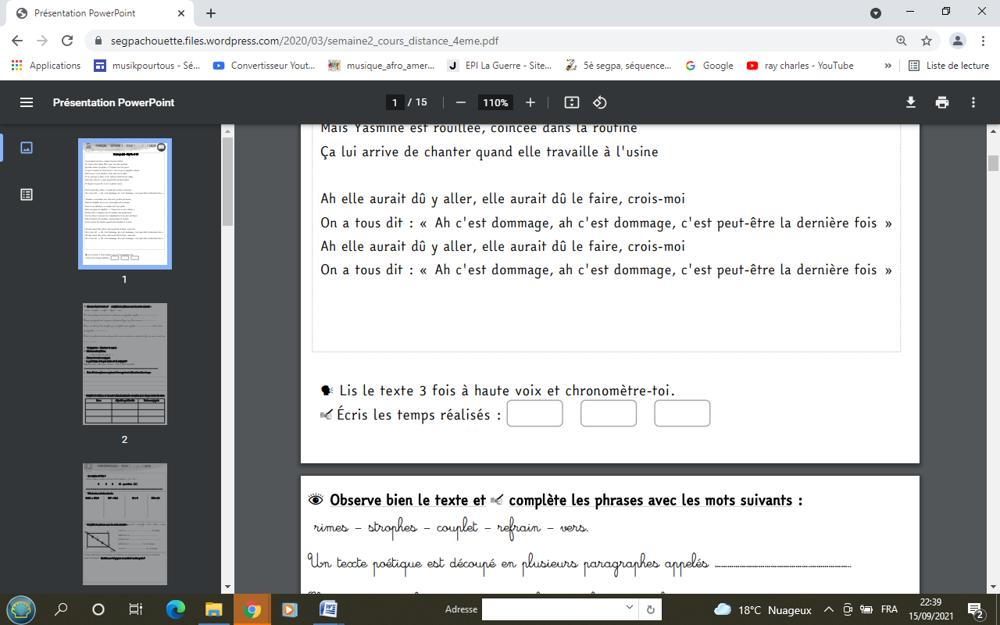 Présentation PowerPoint
segpachouette.files.wordpress.com/2020/03/semaine2_cours_distance_4eme.pdf
Applications musikpourtous - Sé... Convertisseur Yout... musique_afro_amer... EPI La Guerre - Site... 5è segpa, séquence... Google ray charles - YouTube » Liste de lecture
Présentation PowerPoint 1 / 15 110%
Mais Yasmine est rouillée, coincée dans la routine
Ça lui arrive de chanter quand elle travaille à l'usine
Ah elle aurait dû y aller, elle aurait dû le faire, crois-moi
On a tous dit : « Ah c'est dommage, ah c'est dommage, c'est peut-être la dernière fois »
Ah elle aurait dû y aller, elle aurait dû le faire, crois-moi
On a tous dit : « Ah c'est dommage, ah c'est dommage, c'est peut-être la dernière fois »
1
Lis le texte 3 fois à haute voix et chronomètre-toi.
Écris les temps réalisés :
2
Observe bien le texte et complète les phrases avec les mots suivants :
rimes - strophes - couplet - refrain - vers.
Un texte poétique est découpé en plusieurs paragraphes appelés ........................................
Adresse 18°C Nuageux FRA 22:39
15/09/2021 2